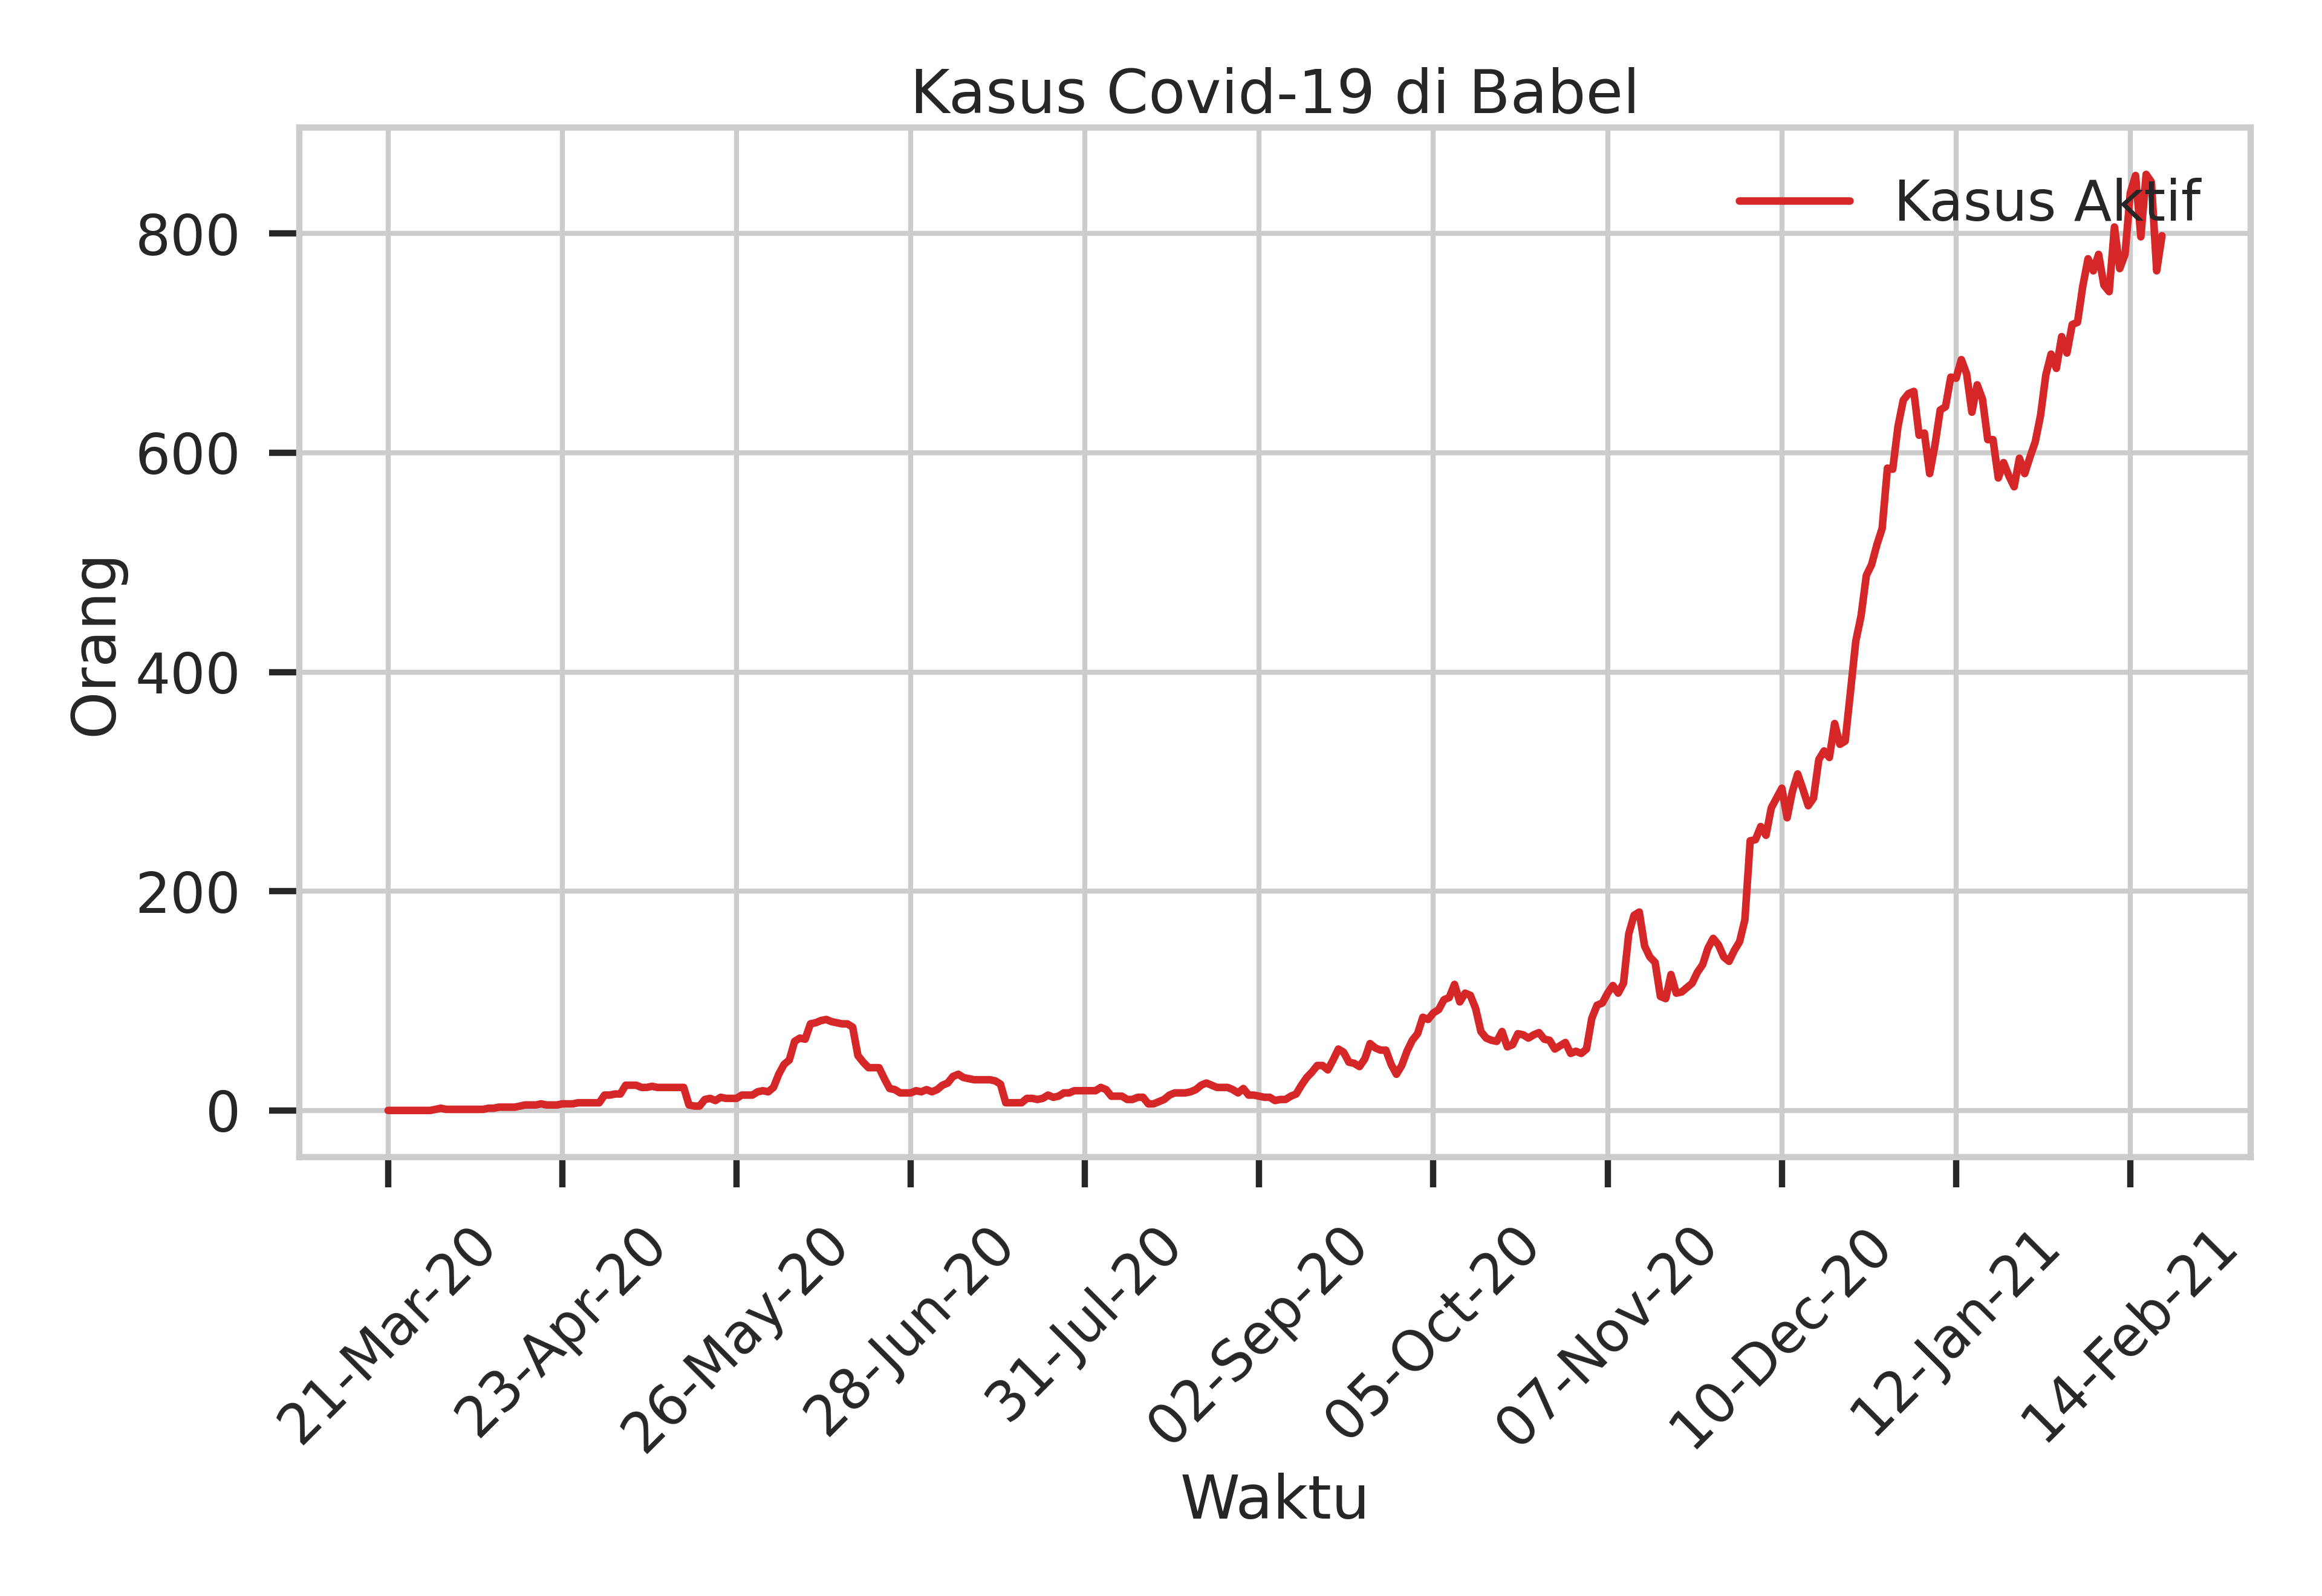 Kasus Covid-19 di Babel
Kasus Aktif
800
600
400
200
0
Orang
21-Mar-20
23-Apr-20
26-May-20
28-Jun-20
31-Jul-20
02-Sep-20
05-Oct-20
07-Nov-20
10-Dec-20
12-Jan-21
14-Feb-21
Waktu